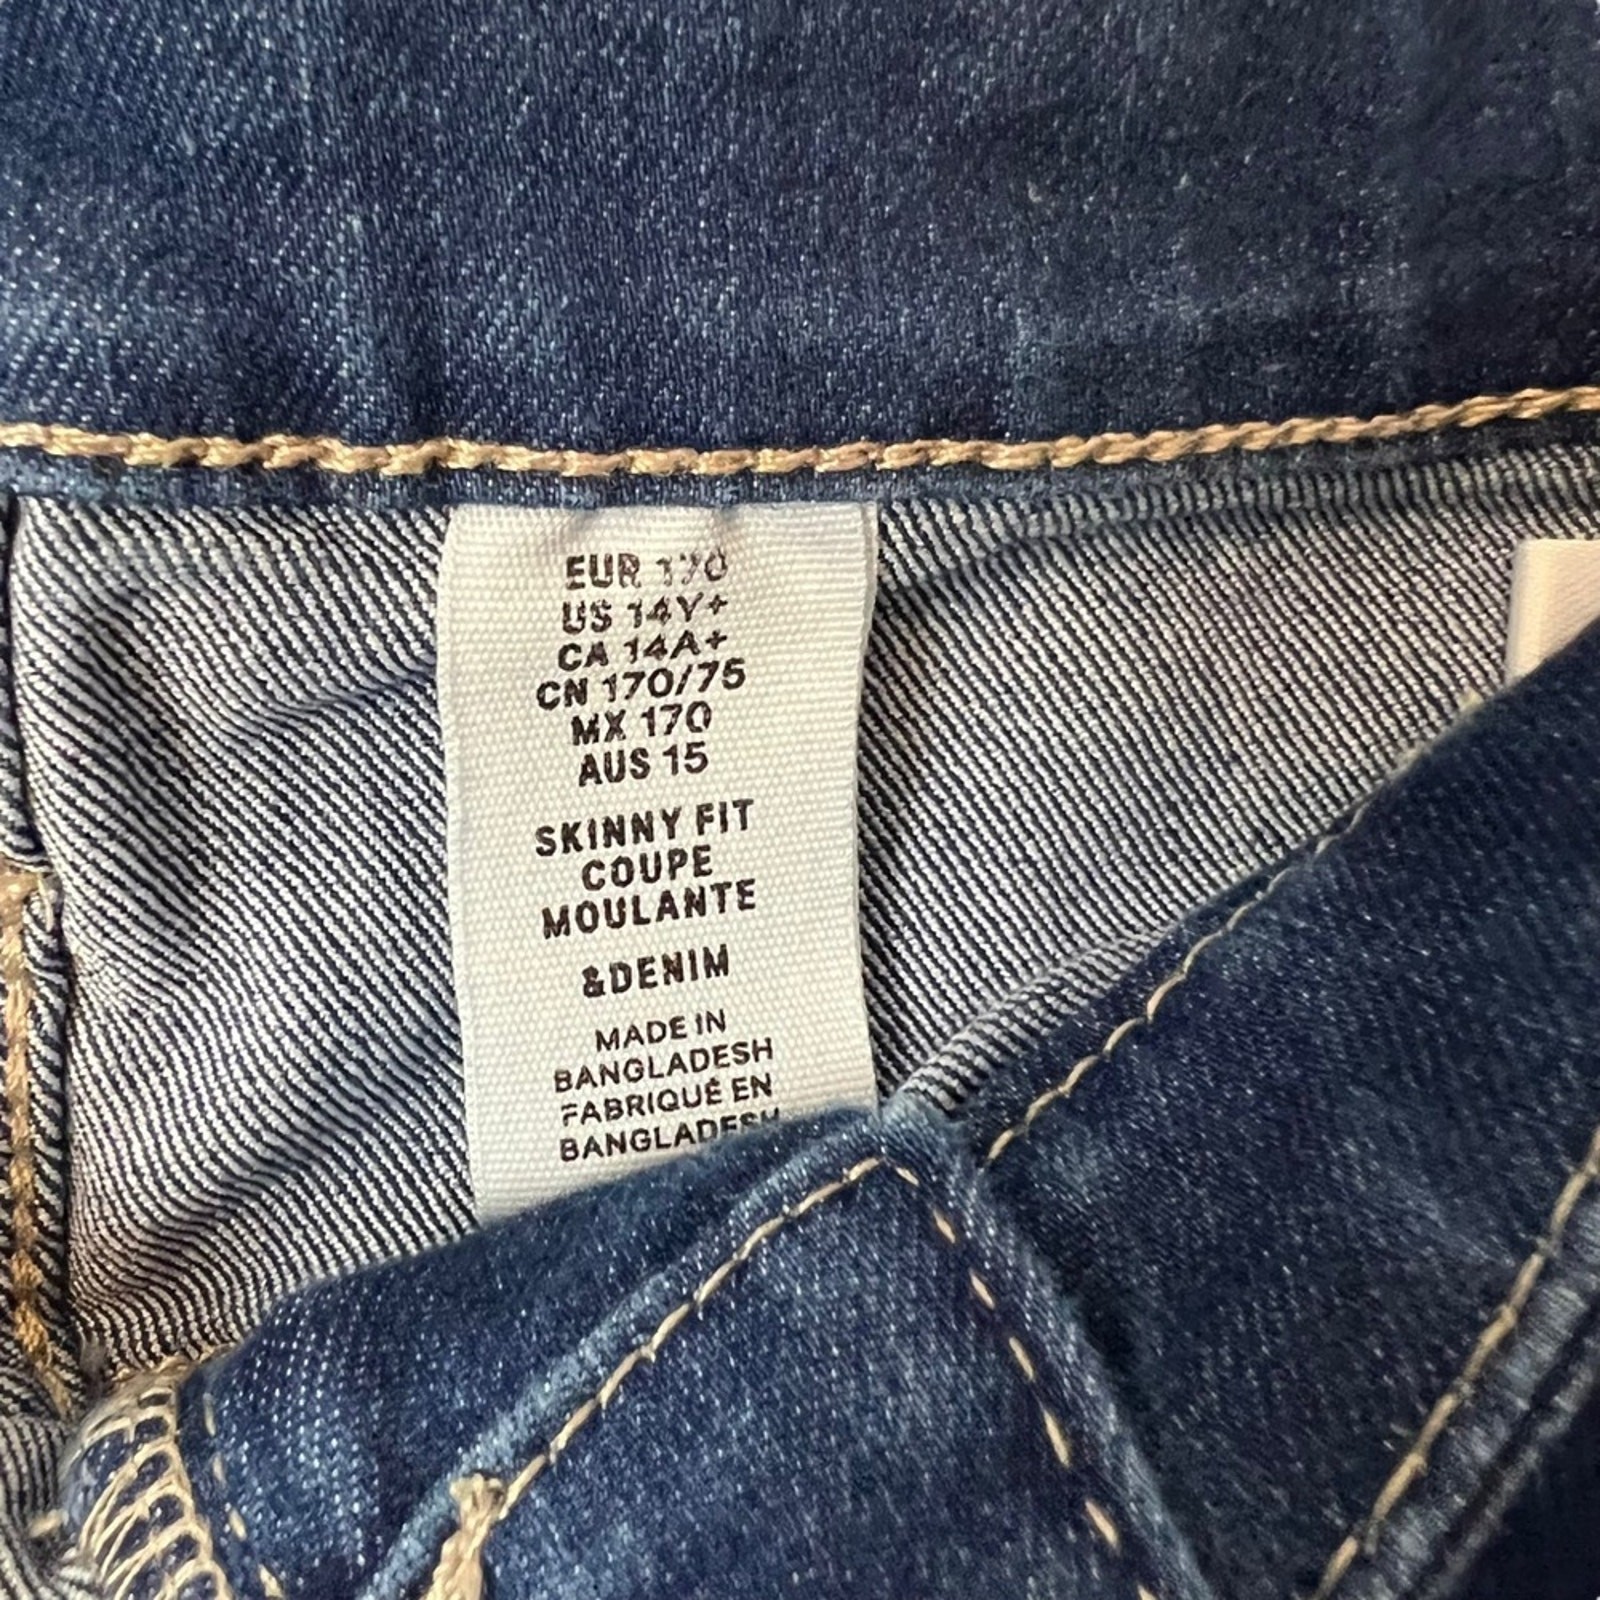 EUR 170
US 14Y+
CA 14A+
CN 170/75
MX 170
AUS 15
SKINNY FIT
COUPE
MOULANTE
&DENIM
MADE IN
BANGLADESH
FABRIQUÉ EN
BANGLADESH